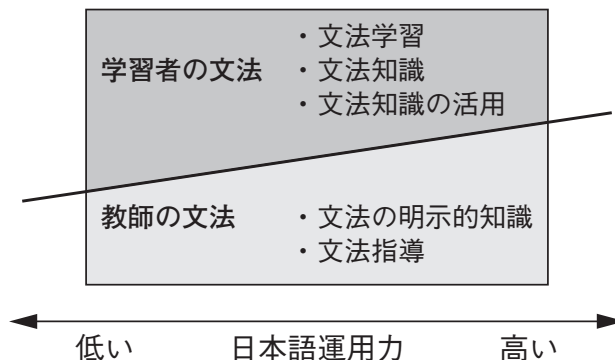 ・文法学習
学習者の文法 ・文法知識
・文法知識の活用
教師の文法 ・文法の明示的知識
・文法指導
低い 日本語運用力 高い